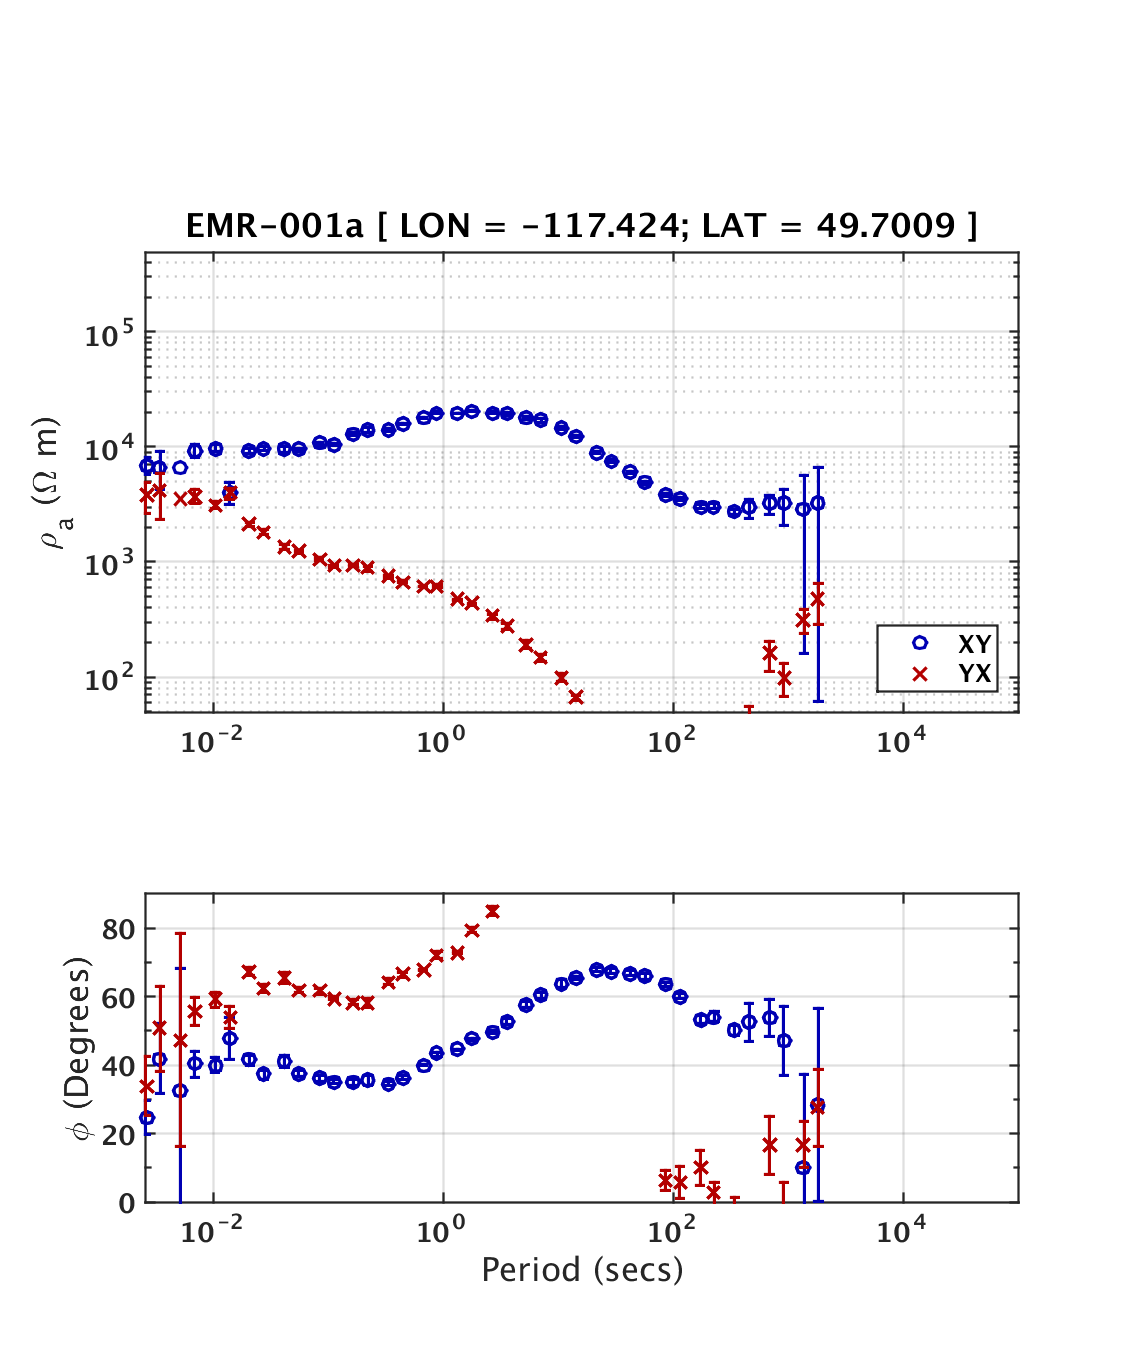 EMR-001a [ LON = -117.424; LAT = 49.7009 ]
ρa (Ω m)
10^5
10^4
10^3
10^2
XY
YX
10^-2 10^0 10^2 10^4
ϕ (Degrees)
80
60
40
20
0
10^-2 10^0 10^2 10^4
Period (secs)